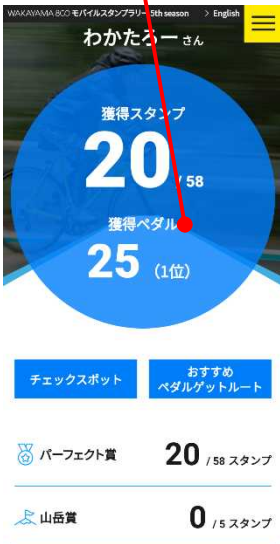 WAKAYAMA 800 モバイルスタンプラリー 5th season > English
わかたろーさん
獲得スタンプ
20 / 58
獲得ペダル
25 (1位)
チェックスポット
おすすめ
ペダルゲットルート
パーフェクト賞 20 / 58 スタンプ
山岳賞 0 / 5 スタンプ